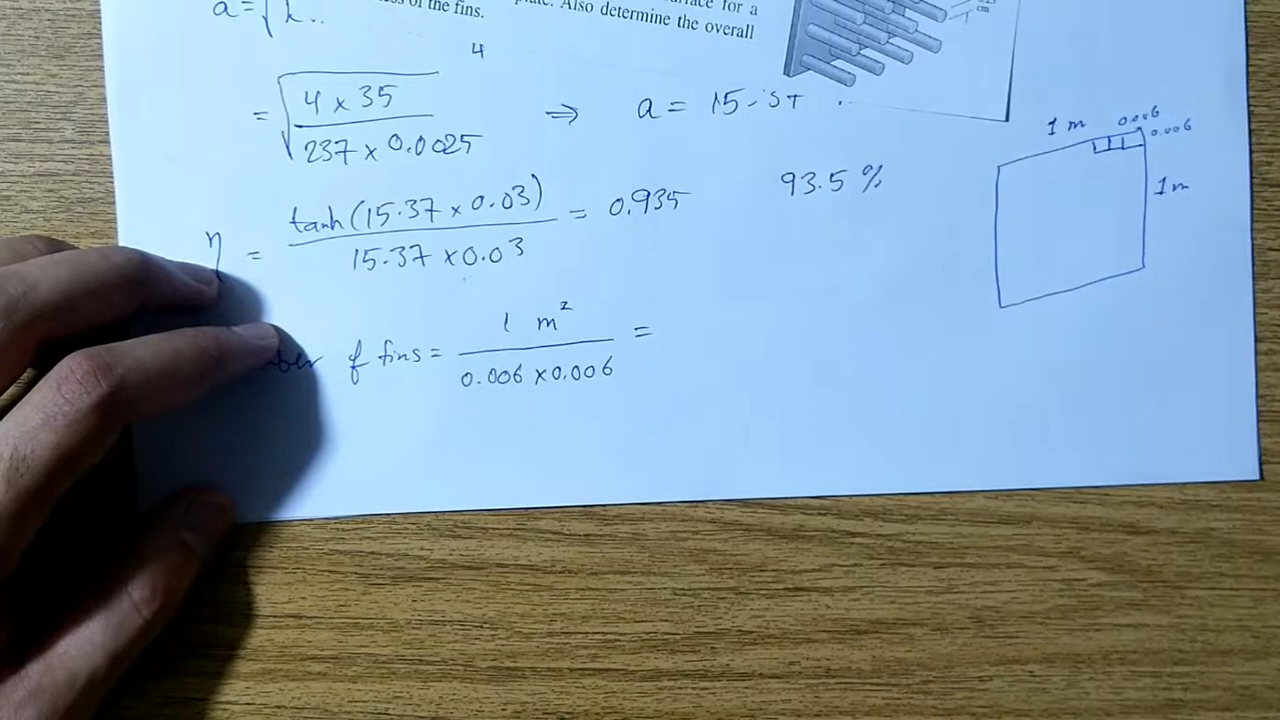 a = √k..
of the fins.
plate. Also determine the overall
for a
cm
4
= √ 4 × 35 / 237 × 0.0025 ⇒ a = 15
1 m 0.006
0.006
1 m
η = tanh(15.37 × 0.03) / 15.37 × 0.03 = 0.935 93.5 %
of fins = 1 m² / 0.006 × 0.006 =